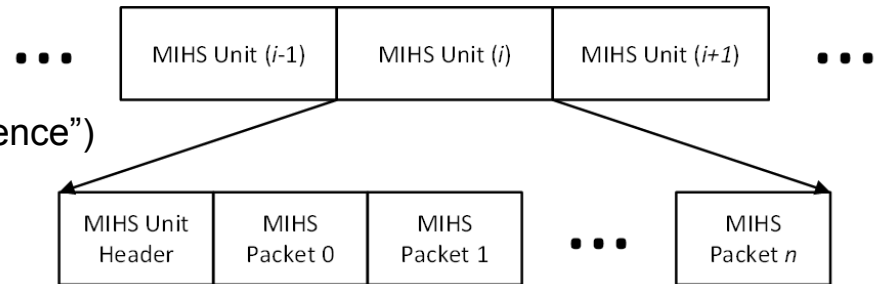 ... MIHS Unit (i-1) MIHS Unit (i) MIHS Unit (i+1) ...
ence”)
MIHS Unit Header
MIHS Packet 0
MIHS Packet 1
...
MIHS Packet n